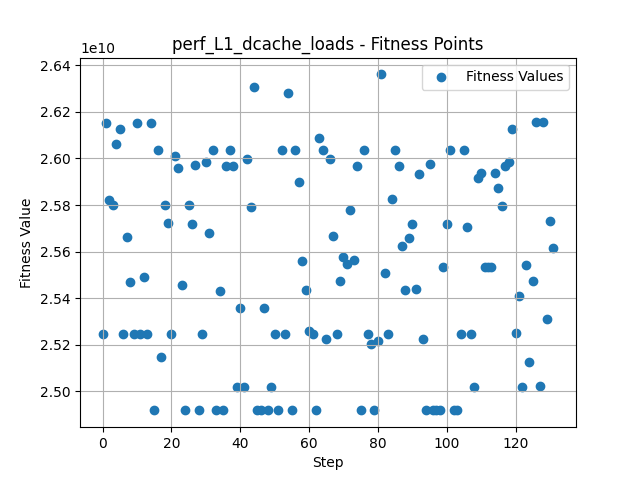 perf_L1_dcache_loads - Fitness Points
1e10
2.64
2.62
2.60
2.58
2.56
2.54
2.52
2.50
Fitness Value
Fitness Values
0 20 40 60 80 100 120
Step